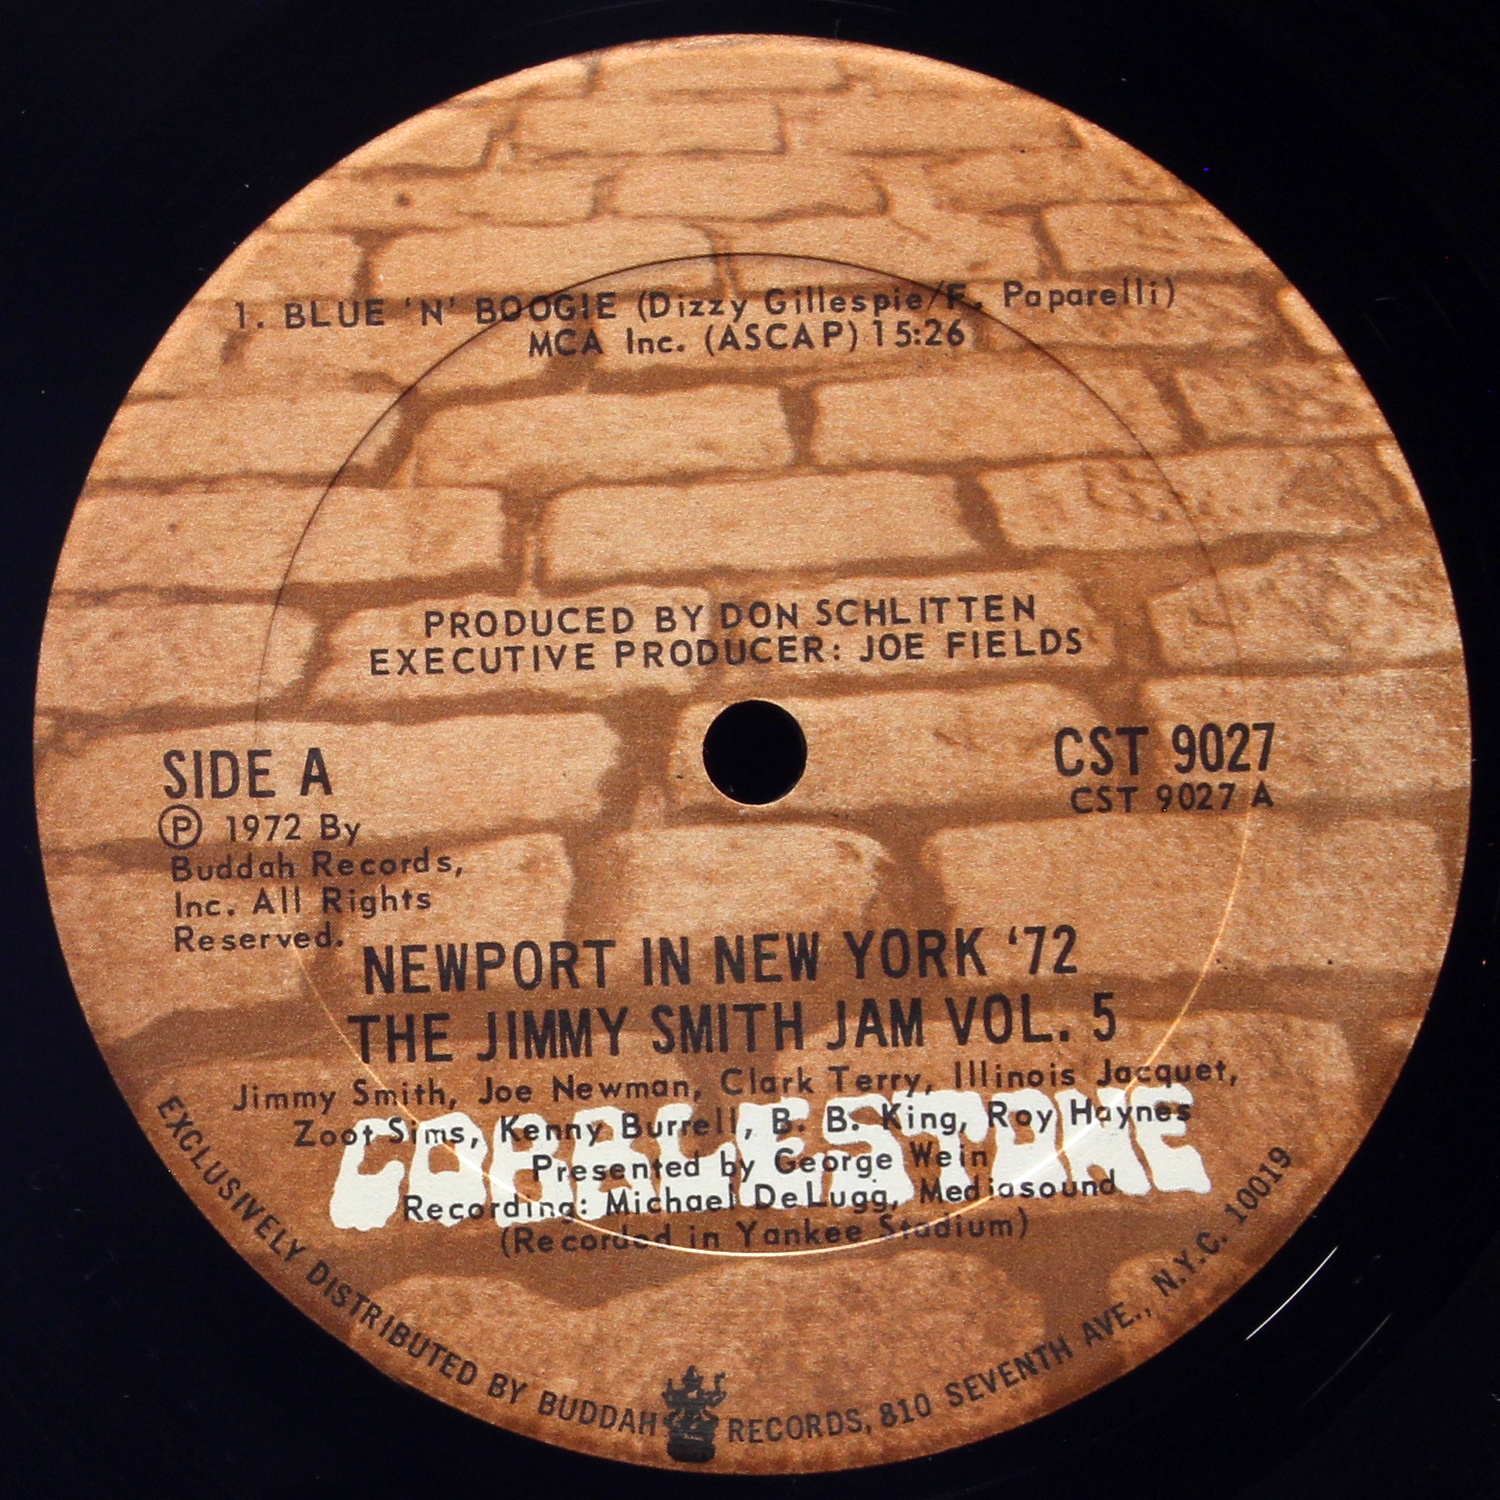 1. BLUE 'N' BOOGIE (Dizzy Gillespie/F. Paparelli)
MCA Inc. (ASCAP) 15:26
PRODUCED BY DON SCHLITTEN
EXECUTIVE PRODUCER: JOE FIELDS
SIDE A
Ⓟ 1972 By
Buddah Records,
Inc. All Rights
Reserved.
CST 9027
CST 9027 A
NEWPORT IN NEW YORK '72
THE JIMMY SMITH JAM VOL. 5
Jimmy Smith, Joe Newman, Clark Terry, Illinois Jacquet,
Zoot Sims, Kenny Burrell, B. B. King, Roy Haynes
COBBLESTONE
Presented by George Wein
Recording: Michael DeLugg, Mediasound
(Recorded in Yankee Stadium)
EXCLUSIVELY DISTRIBUTED BY BUDDAH RECORDS, 810 SEVENTH AVE., N.Y.C. 10019